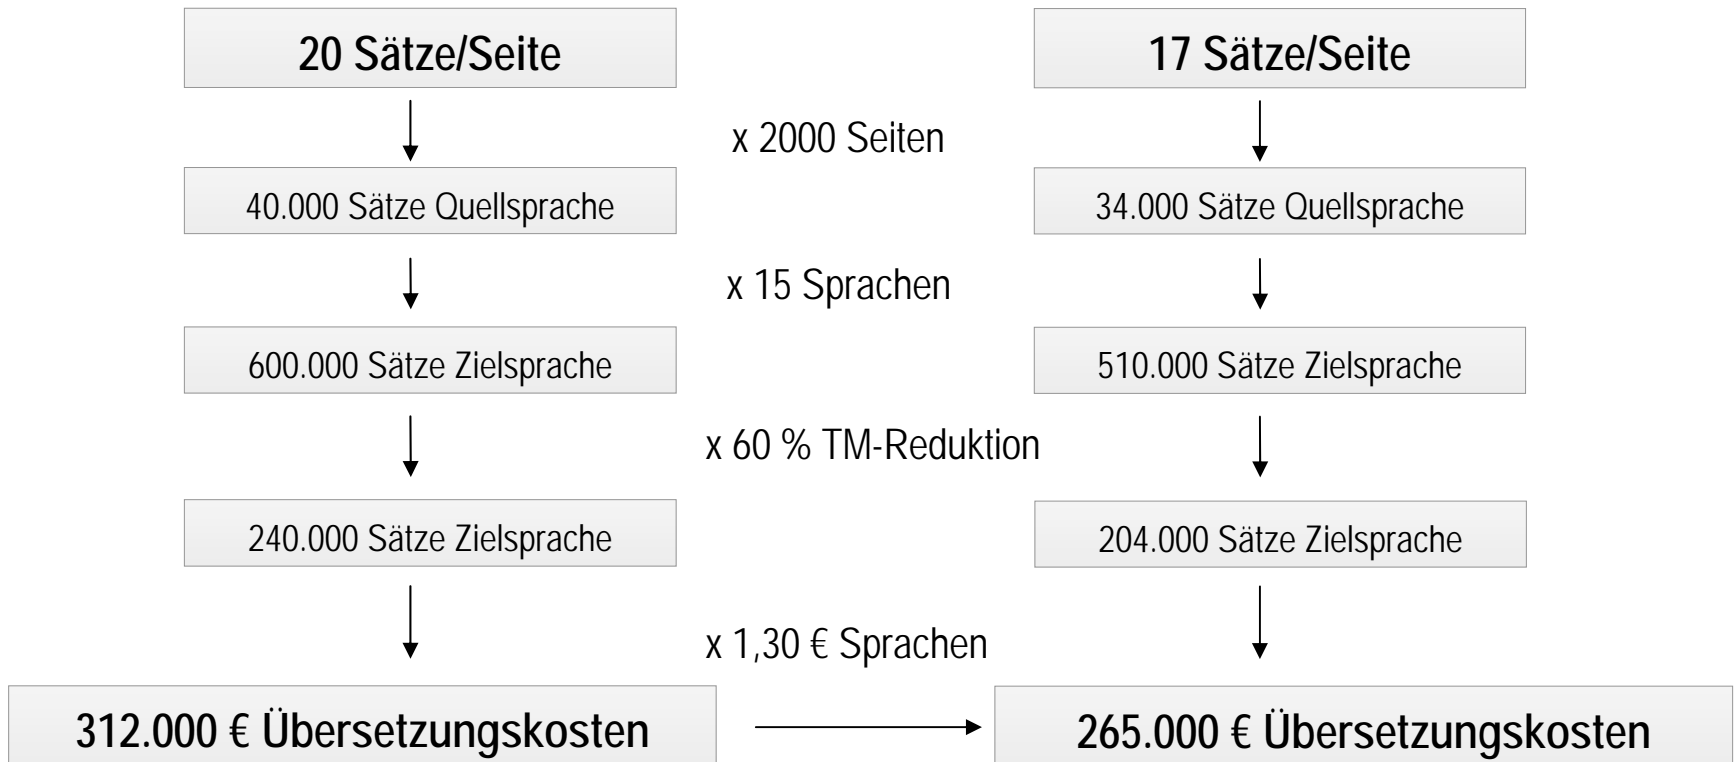 20 Sätze/Seite
17 Sätze/Seite
x 2000 Seiten
40.000 Sätze Quellsprache
34.000 Sätze Quellsprache
x 15 Sprachen
600.000 Sätze Zielsprache
510.000 Sätze Zielsprache
x 60 % TM-Reduktion
240.000 Sätze Zielsprache
204.000 Sätze Zielsprache
x 1,30 € Sprachen
312.000 € Übersetzungskosten
265.000 € Übersetzungskosten